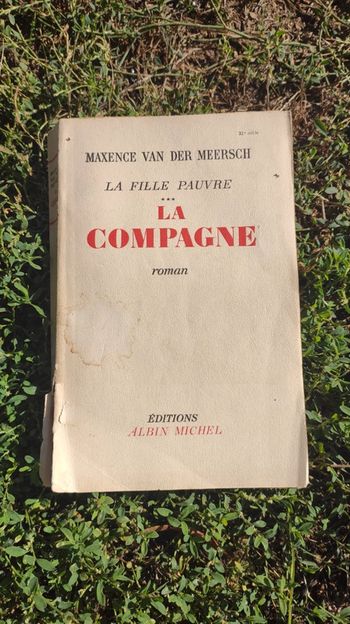 MAXENCE VAN DER MEERSCH
LA FILLE PAUVRE
***
LA
COMPAGNE
roman
ÉDITIONS
ALBIN MICHEL